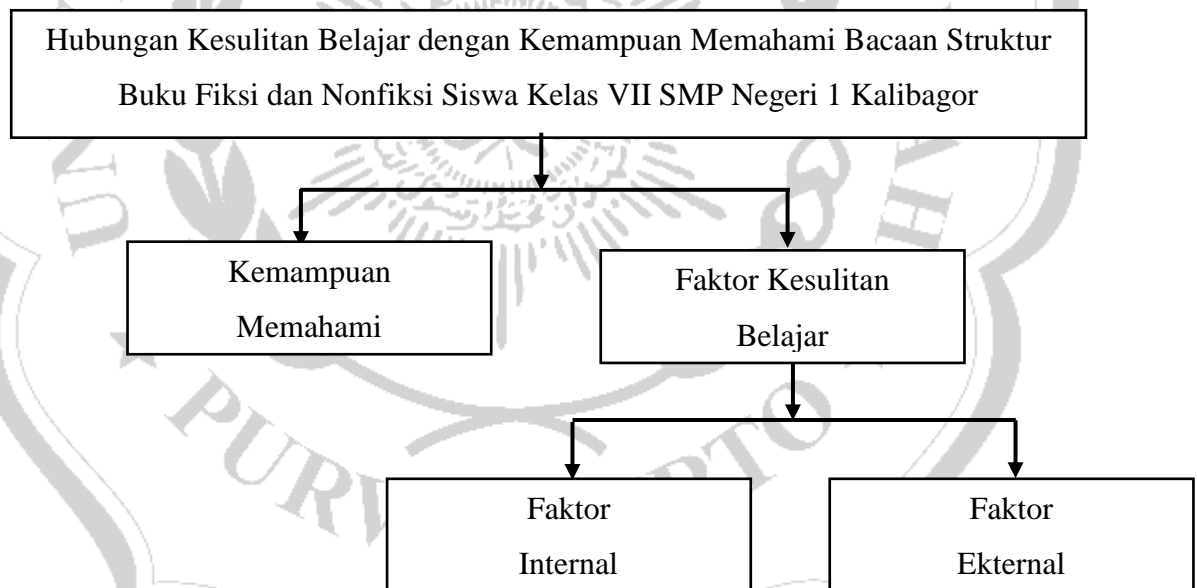 Hubungan Kesulitan Belajar dengan Kemampuan Memahami Bacaan Struktur
Buku Fiksi dan Nonfiksi Siswa Kelas VII SMP Negeri 1 Kalibagor
Kemampuan
Memahami
Faktor Kesulitan
Belajar
Faktor
Internal
Faktor
Ekternal